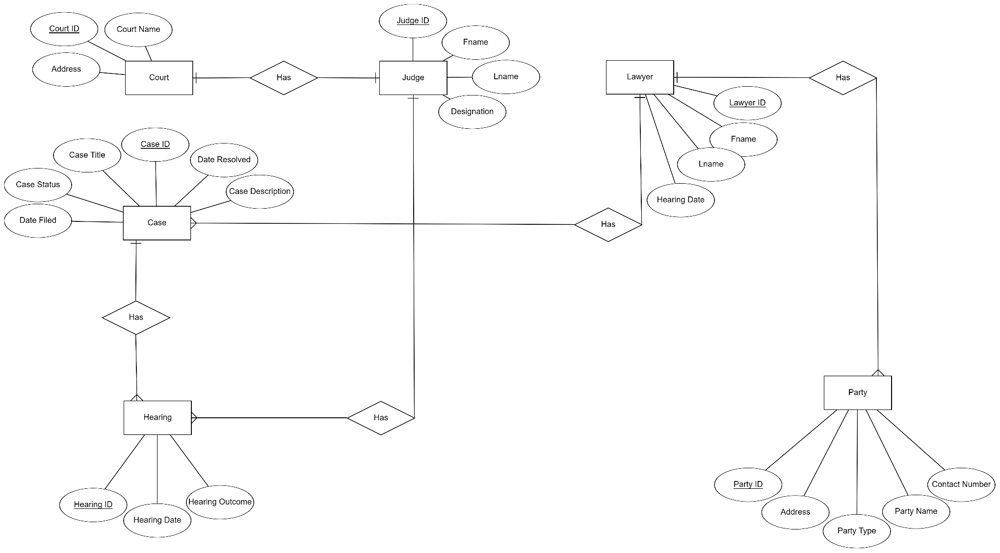 Court ID
Court Name
Address
Court
Has
Judge ID
Fname
Lname
Judge
Designation
Lawyer
Has
Lawyer ID
Fname
Lname
Hearing Date
Case ID
Case Title
Date Resolved
Case Status
Case Description
Date Filed
Case
Has
Has
Hearing
Has
Party
Hearing ID
Hearing Date
Hearing Outcome
Party ID
Address
Party Type
Party Name
Contact Number